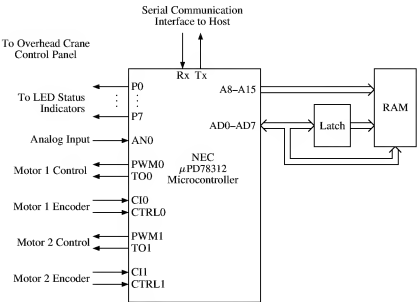 Serial Communication
Interface to Host
To Overhead Crane
Control Panel
Rx Tx
P0
A8–A15
To LED Status
Indicators
RAM
P7
AD0–AD7
Latch
Analog Input
AN0
NEC
μPD78312
Microcontroller
Motor 1 Control
PWM0
TO0
Motor 1 Encoder
CI0
CTRL0
Motor 2 Control
PWM1
TO1
Motor 2 Encoder
CI1
CTRL1